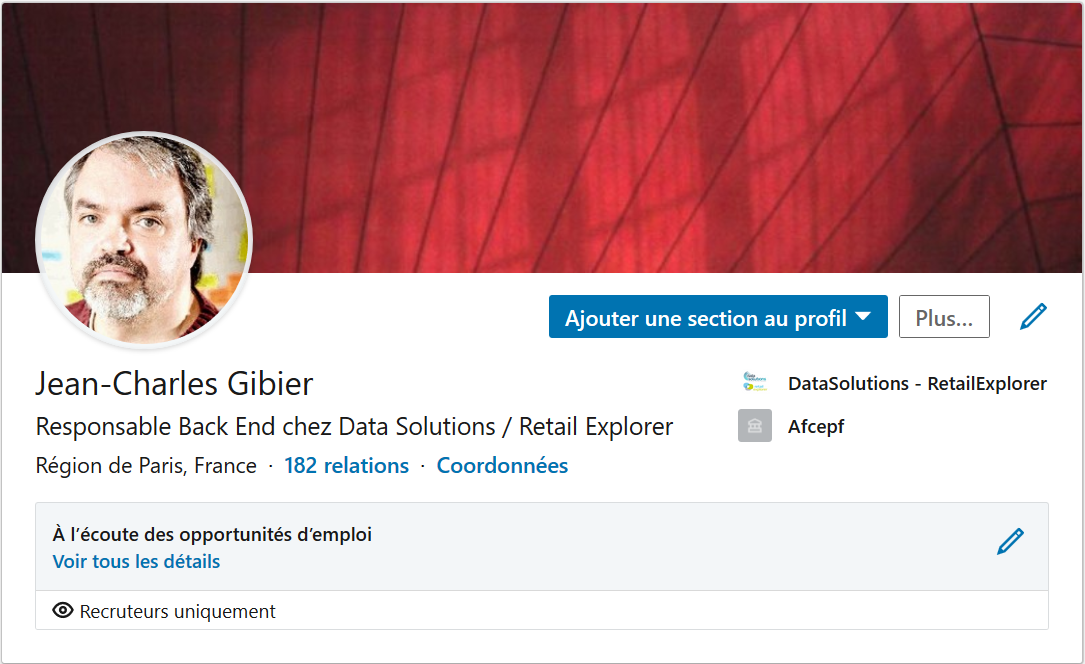 Ajouter une section au profil
Plus...
Jean-Charles Gibier
DataSolutions - RetailExplorer
Responsable Back End chez Data Solutions / Retail Explorer
Afcepf
Région de Paris, France · 182 relations · Coordonnées
À l’écoute des opportunités d’emploi
Voir tous les détails
Recruteurs uniquement